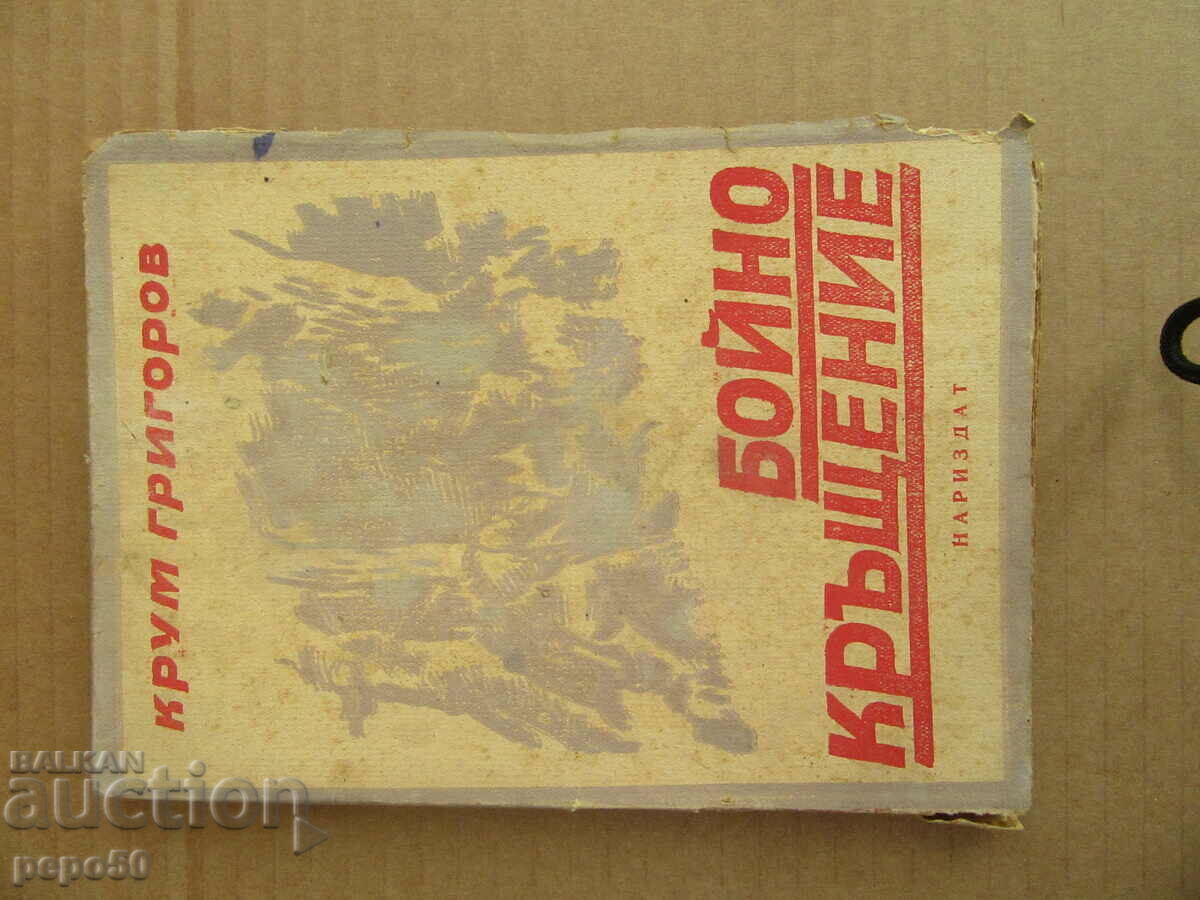 КРУМ ГРИГОРОВ
БОЙНО
КРЪЩЕНИЕ
НАРИЗДАТ
BALKAN
auction
pepo50